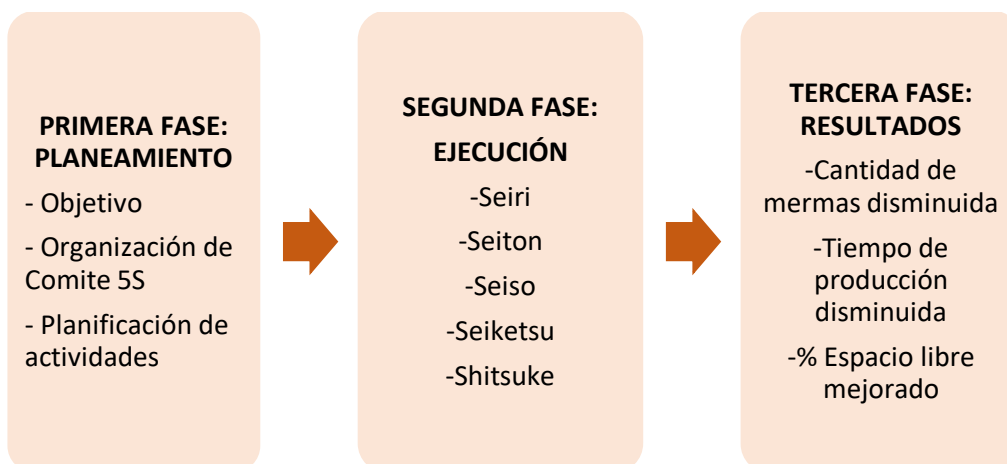 PRIMERA FASE:
PLANEAMIENTO
- Objetivo
- Organización de
Comite 5S
- Planificación de
actividades
SEGUNDA FASE:
EJECUCIÓN
-Seiri
-Seiton
-Seiso
-Seiketsu
-Shitsuke
TERCERA FASE:
RESULTADOS
-Cantidad de
mermas disminuida
-Tiempo de
producción
disminuida
-% Espacio libre
mejorado